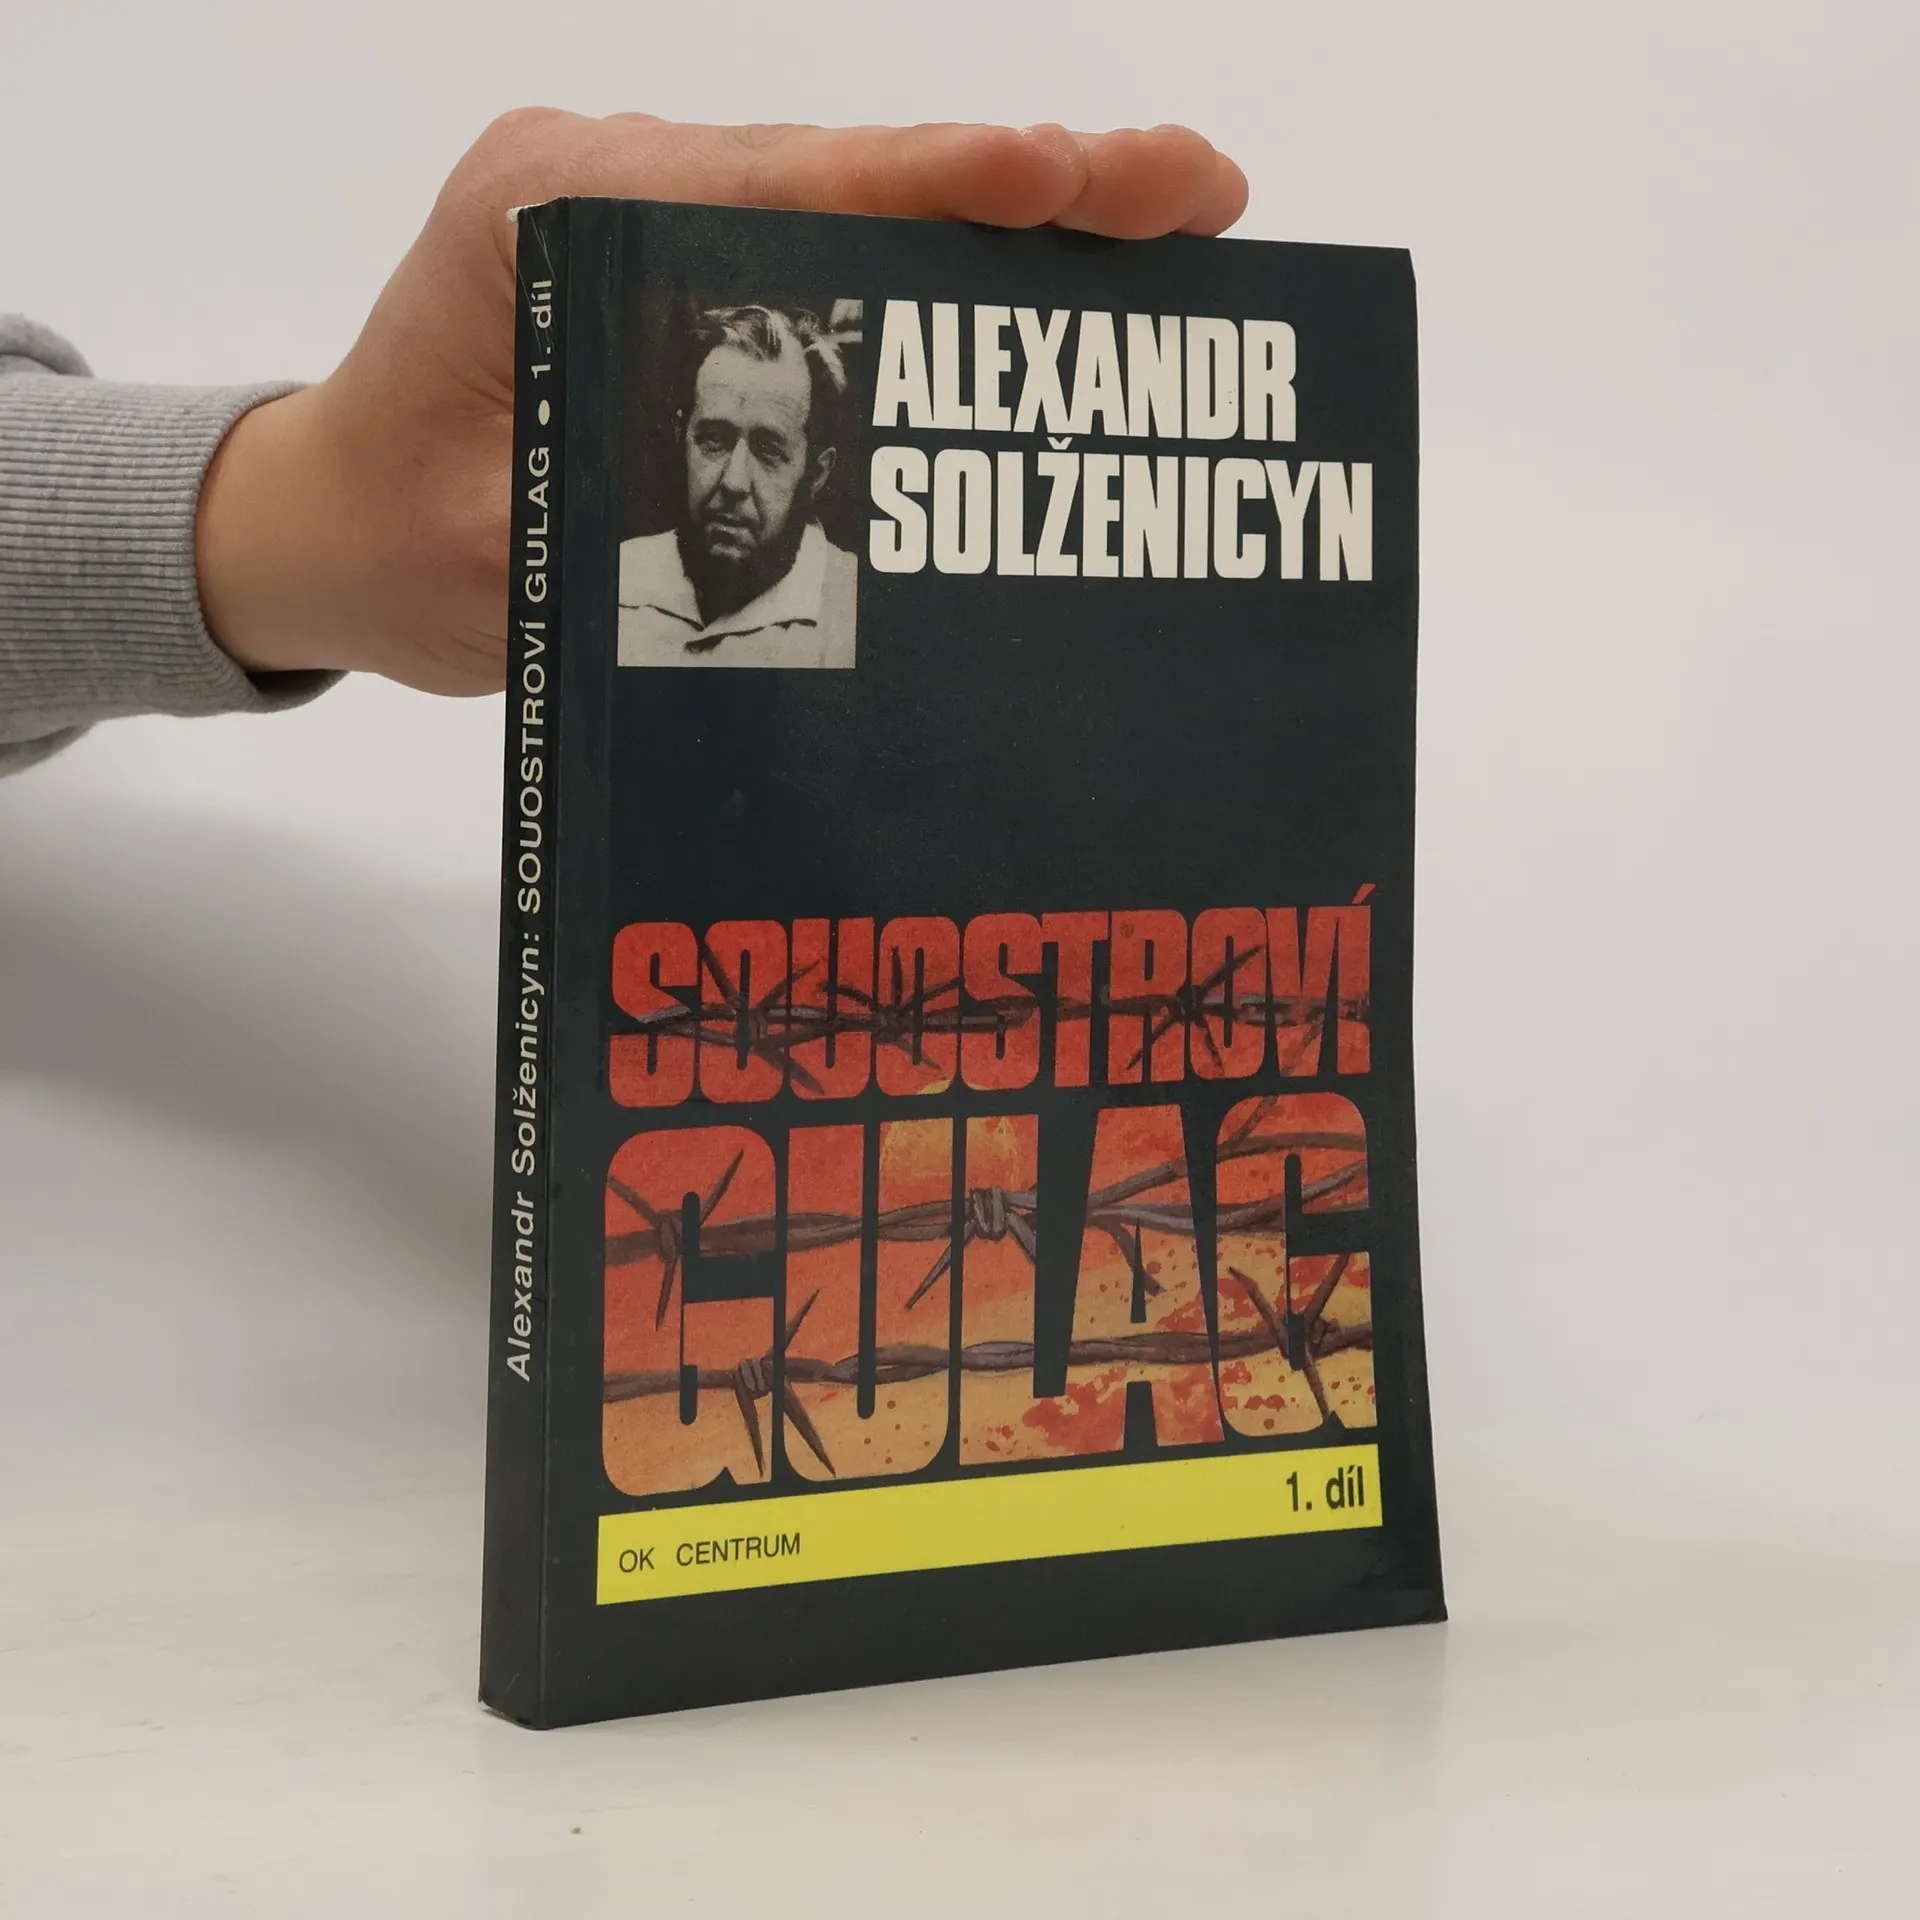 ALEXANDR
SOLŽENICYN
SOUOSTROVÍ
GULAG
1. díl
OK CENTRUM
Alexandr Solženicyn: SOUOSTROVÍ GULAG ● 1. díl